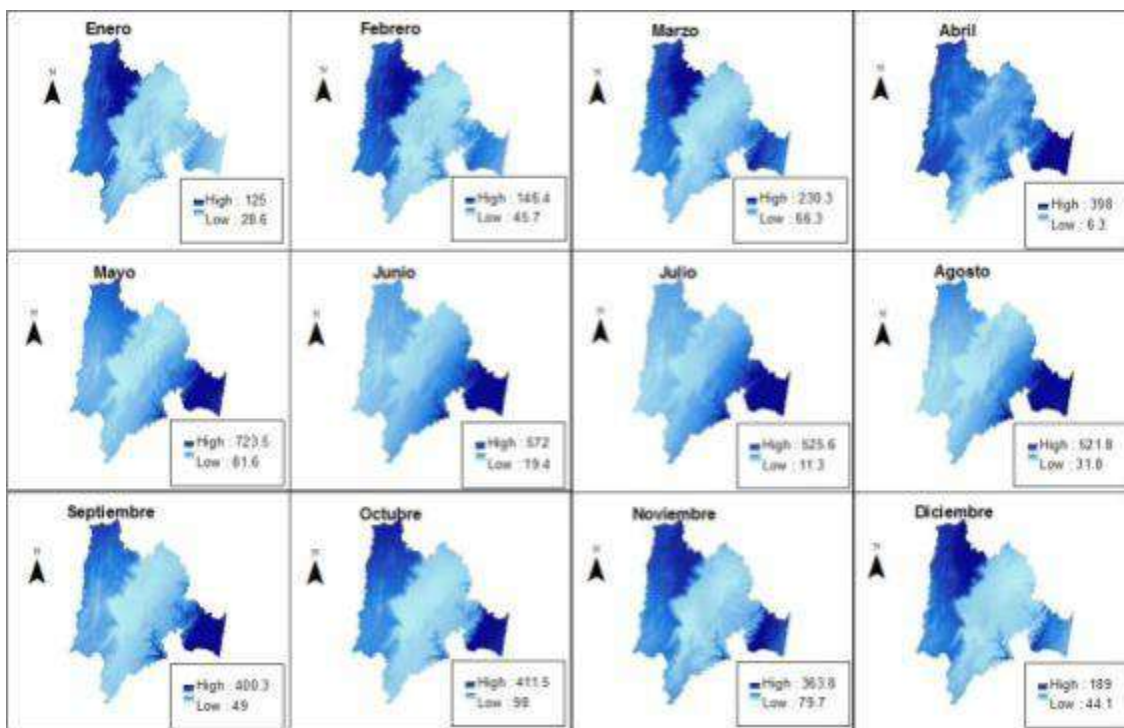 Enero
N
High : 125
Low : 28.6
Febrero
N
High : 146.4
Low : 45.7
Marzo
N
High : 230.3
Low : 66.3
Abril
N
High : 398
Low : 6.3
Mayo
N
High : 723.5
Low : 61.6
Junio
N
High : 572
Low : 19.4
Julio
N
High : 525.6
Low : 11.3
Agosto
N
High : 521.8
Low : 31.8
Septiembre
N
High : 400.3
Low : 49
Octubre
N
High : 411.5
Low : 98
Noviembre
N
High : 363.8
Low : 79.7
Diciembre
N
High : 189
Low : 44.1